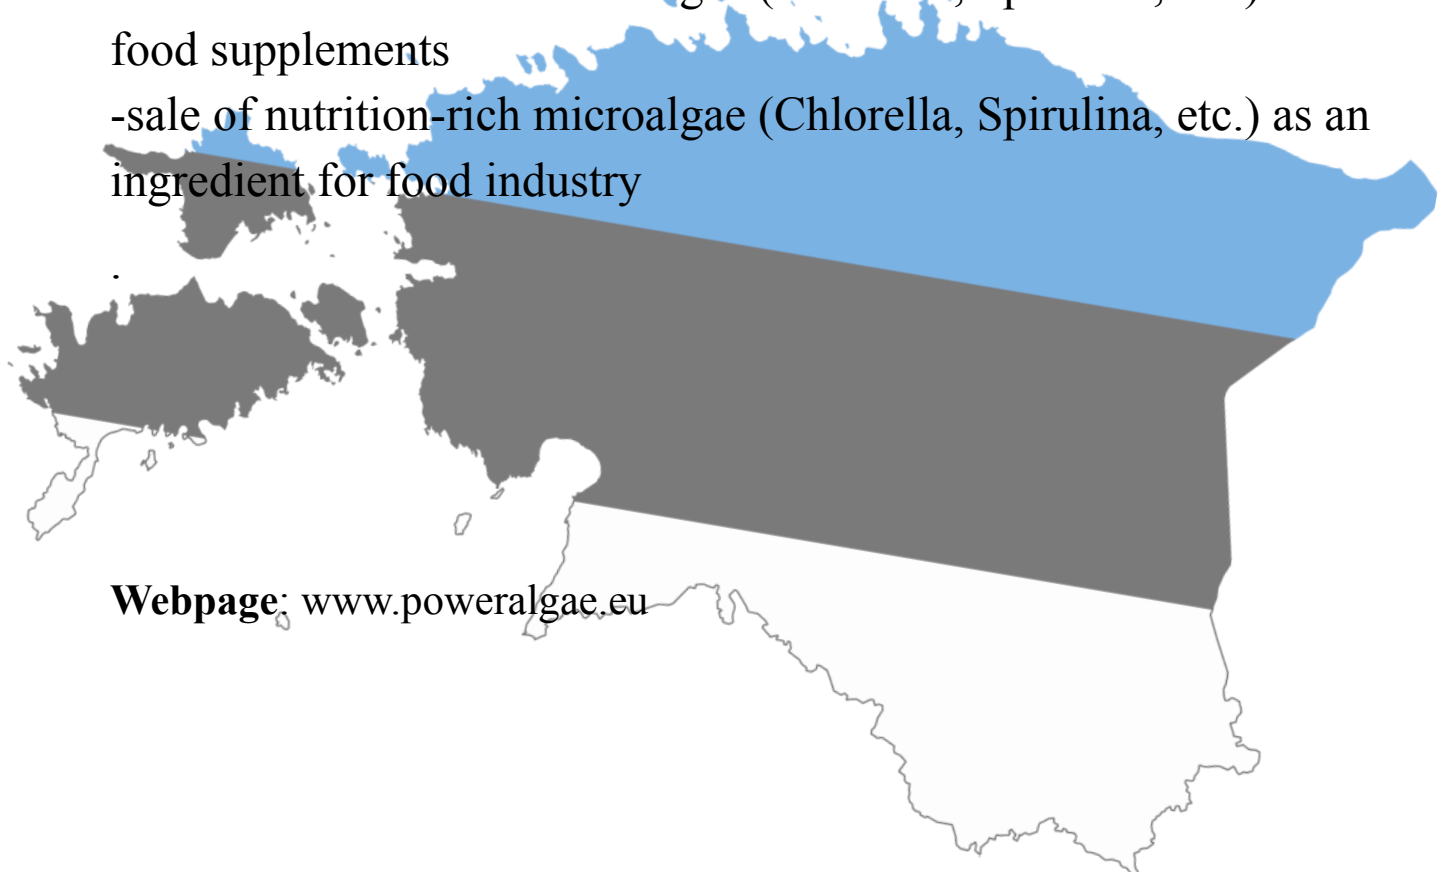 food supplements
-sale of nutrition-rich microalgae (Chlorella, Spirulina, etc.) as an
ingredient for food industry
.
Webpage: www.poweralgae.eu